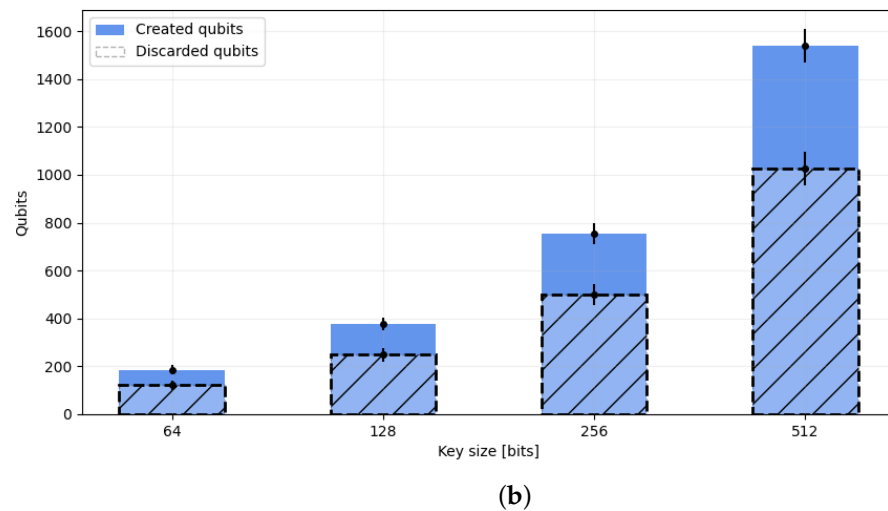 Created qubits
Discarded qubits
1600
1400
1200
1000
800
600
400
200
0
Qubits
64 128 256 512
Key size [bits]
(b)